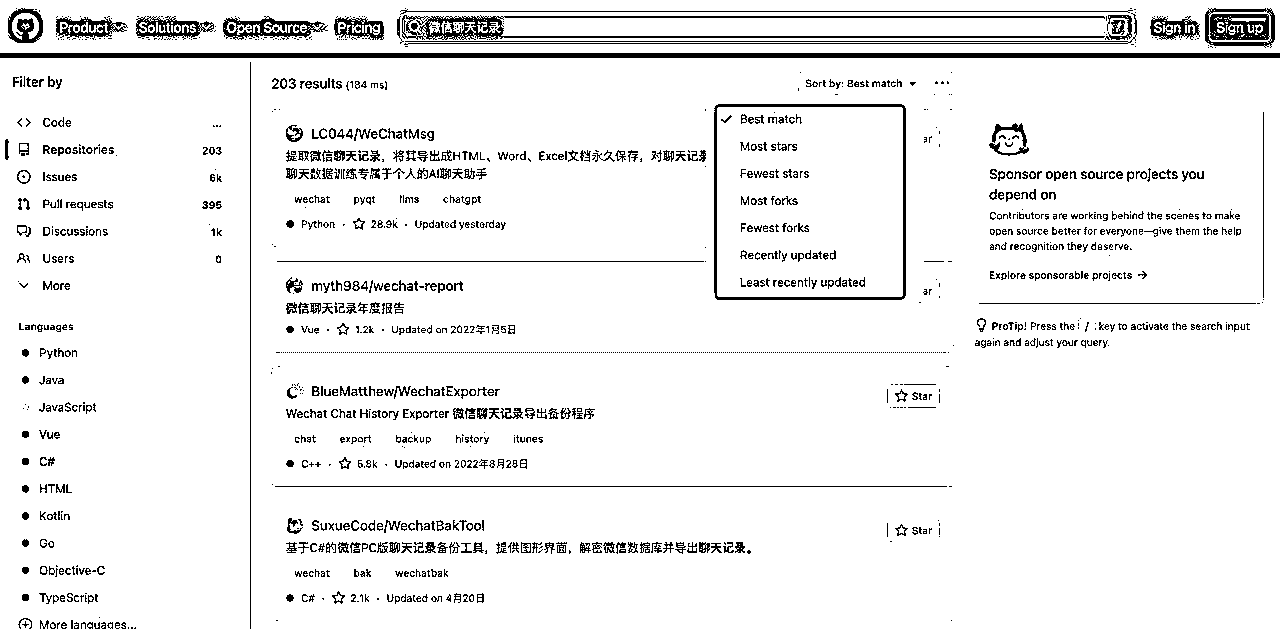 Product Solutions Open Source Pricing 微信聊天记录 / Sign in Sign up
Filter by
Code ...
Repositories 203
Issues 6k
Pull requests 395
Discussions 1k
Users 0
More
Languages
Python
Java
JavaScript
Vue
C#
HTML
Kotlin
Go
Objective-C
TypeScript
More languages...
203 results (184 ms)
Sort by: Best match ...
Best match
Most stars
Fewest stars
Most forks
Fewest forks
Recently updated
Least recently updated
LC044/WeChatMsg
提取微信聊天记录，将其导出成HTML、Word、Excel文档永久保存，对聊天记录
聊天数据训练专属于个人的AI聊天助手
wechat pyqt llms chatgpt
Python · 28.9k · Updated yesterday
ar
myth984/wechat-report
微信聊天记录年度报告
Vue · 1.2k · Updated on 2022年1月5日
ar
BlueMatthew/WechatExporter
Star
Wechat Chat History Exporter 微信聊天记录导出备份程序
chat export backup history itunes
C++ · 6.8k · Updated on 2022年8月28日
SuxueCode/WechatBakTool
Star
基于C#的微信PC版聊天记录备份工具，提供图形界面，解密微信数据库并导出聊天记录。
wechat bak wechatbak
C# · 2.1k · Updated on 4月20日
Sponsor open source projects you
depend on
Contributors are working behind the scenes to make
open source better for everyone—give them the help
and recognition they deserve.
Explore sponsorable projects →
ProTip! Press the / key to activate the search input
again and adjust your query.